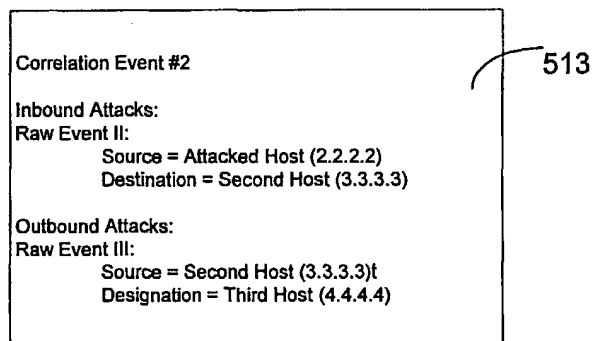 Correlation Event #2
513
Inbound Attacks:
Raw Event II:
Source = Attacked Host (2.2.2.2)
Destination = Second Host (3.3.3.3)
Outbound Attacks:
Raw Event III:
Source = Second Host (3.3.3.3)t
Designation = Third Host (4.4.4.4)